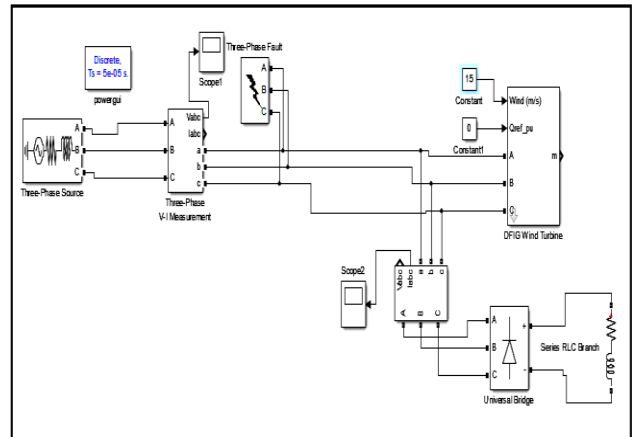 Discrete,
Ts = 5e-05 s.
powergui
Scope1
Three-Phase Fault
A
B
C
15
Constant
0
Constant1
Wind (m/s)
Qref_pu
A
B
C
m
DFIG Wind Turbine
A
B
C
Three-Phase Source
A
B
C
Vabc
Iabc
a
b
c
Three-Phase
V-I Measurement
Scope2
Vabc
Iabc
a
b
c
A
B
C
A
B
C
+
-
Universal Bridge
Series RLC Branch